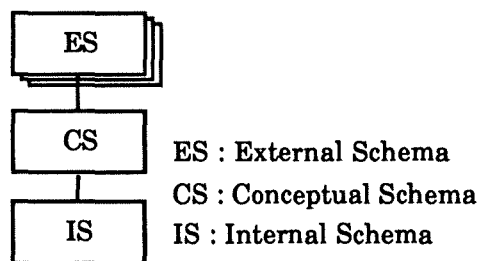 ES
CS
ES : External Schema
CS : Conceptual Schema
IS
IS : Internal Schema